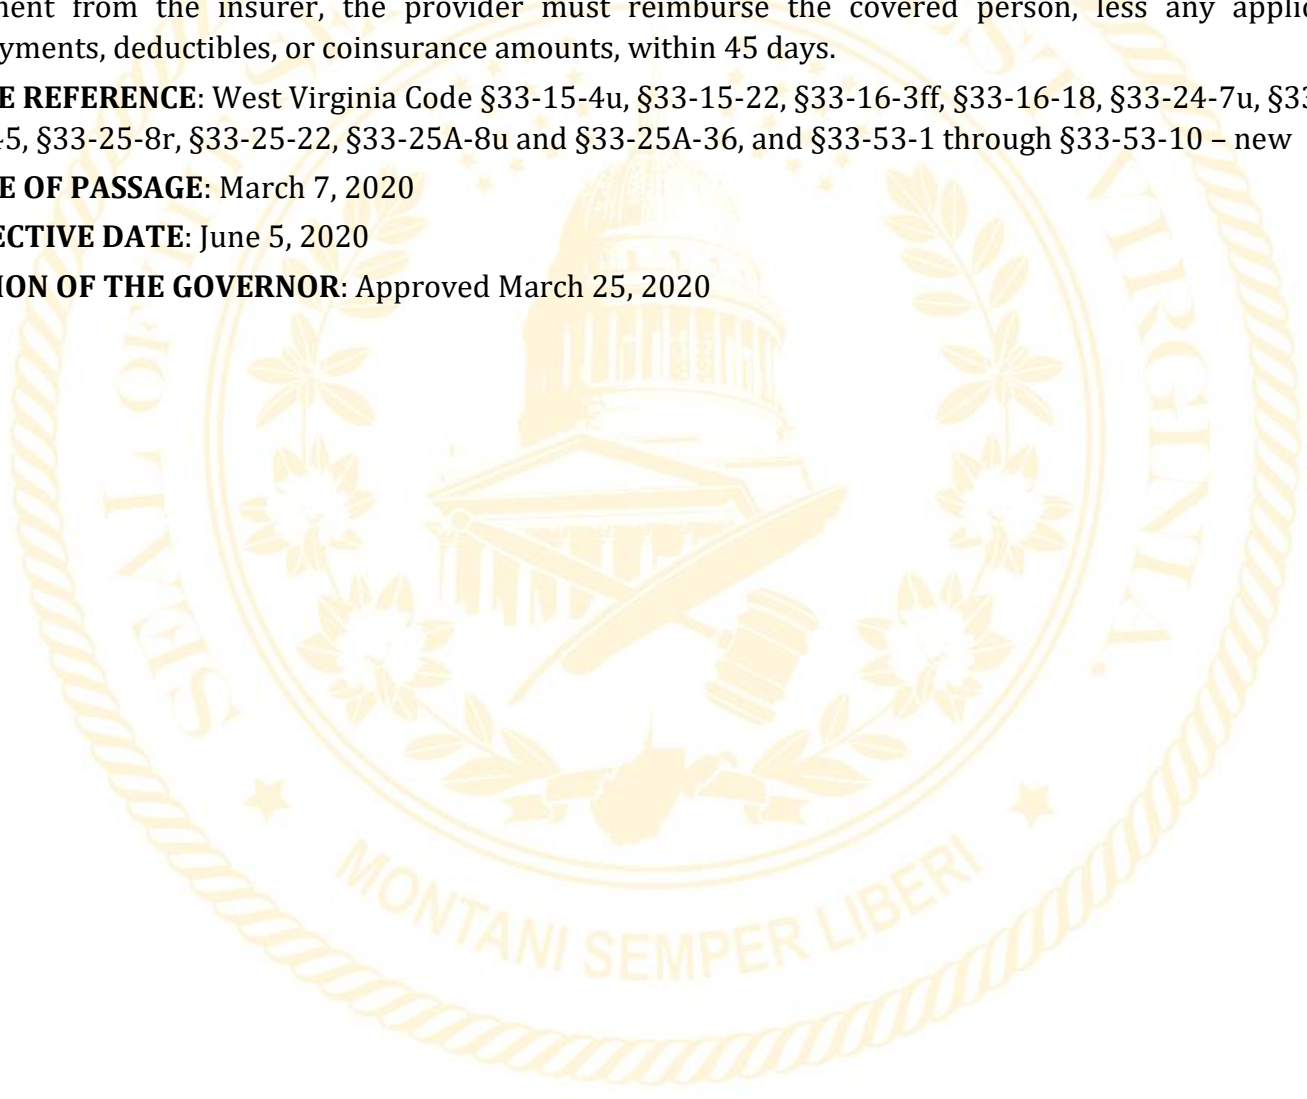 ment from the insurer, the provider must reimburse the covered person, less any applic
yments, deductibles, or coinsurance amounts, within 45 days.
E REFERENCE: West Virginia Code §33-15-4u, §33-15-22, §33-16-3ff, §33-16-18, §33-24-7u, §33
45, §33-25-8r, §33-25-22, §33-25A-8u and §33-25A-36, and §33-53-1 through §33-53-10 – new
E OF PASSAGE: March 7, 2020
ECTIVE DATE: June 5, 2020
ION OF THE GOVERNOR: Approved March 25, 2020
VIRGINIA
MONTANI SEMPER LIBERI